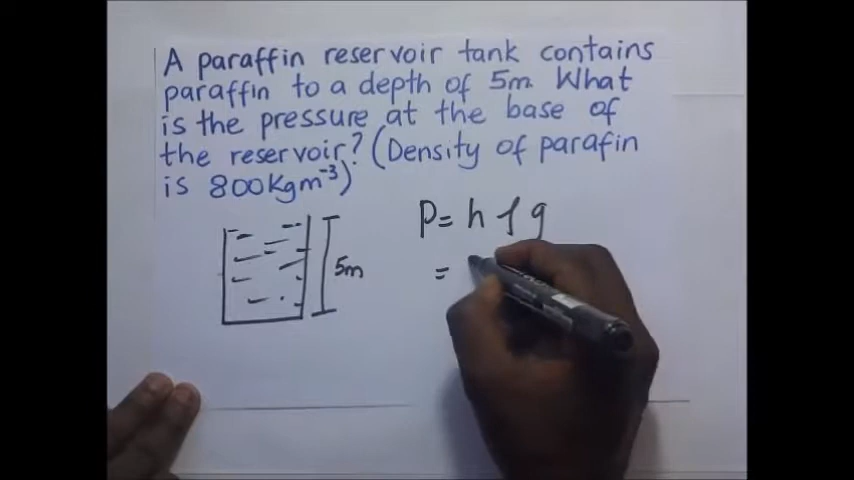 A paraffin reservoir tank contains
paraffin to a depth of 5m. What
is the pressure at the base of
the reservoir? (Density of parafin
is 800Kgm⁻³)
P= h ρ g
5m
=